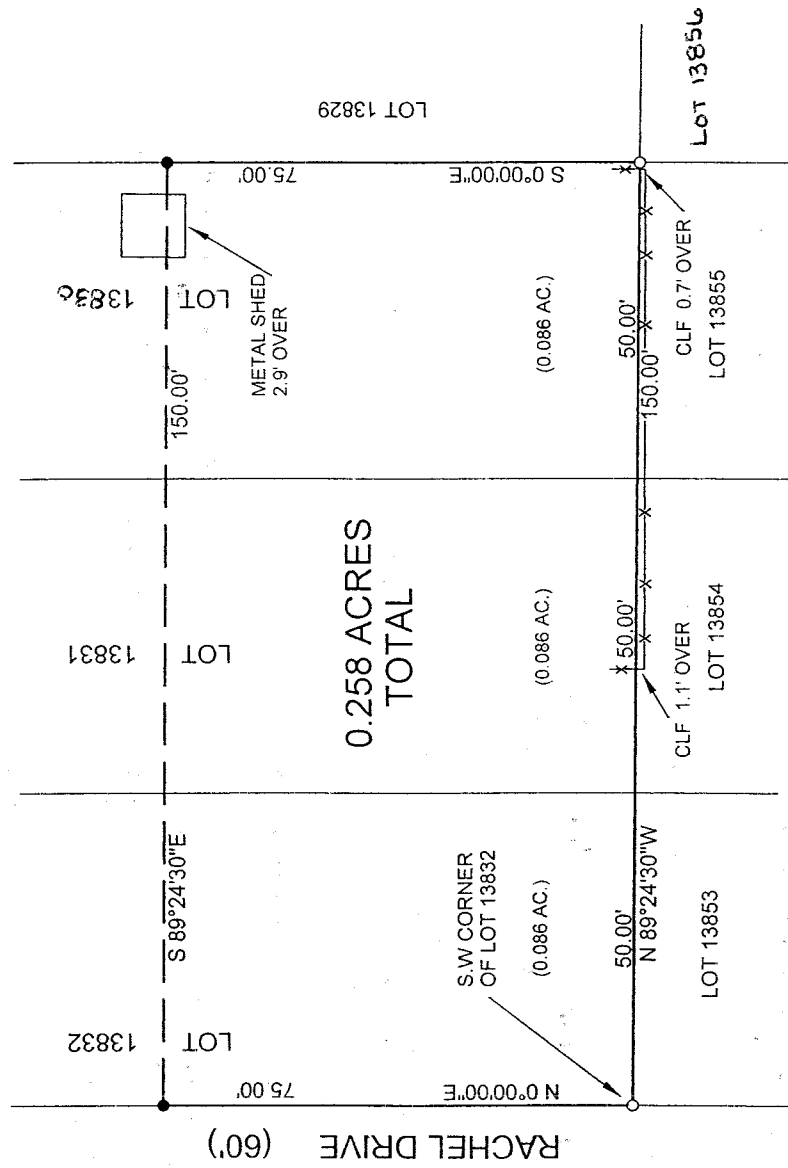 LOT 13829
LOT 13856
75.00'
S 0°00'00"E
LOT
13830
METAL SHED
2.9' OVER
150.00'
(0.086 AC.)
50.00'
150.00'
CLF 0.7' OVER
LOT 13855
LOT
13831
0.258 ACRES
TOTAL
(0.086 AC.)
50.00'
CLF 1.1' OVER
LOT 13854
S 89°24'30"E
LOT
13832
S.W CORNER
OF LOT 13832
(0.086 AC.)
50.00'
N 89°24'30"W
LOT 13853
75.00'
N 0°00'00"E
RACHEL DRIVE (60')